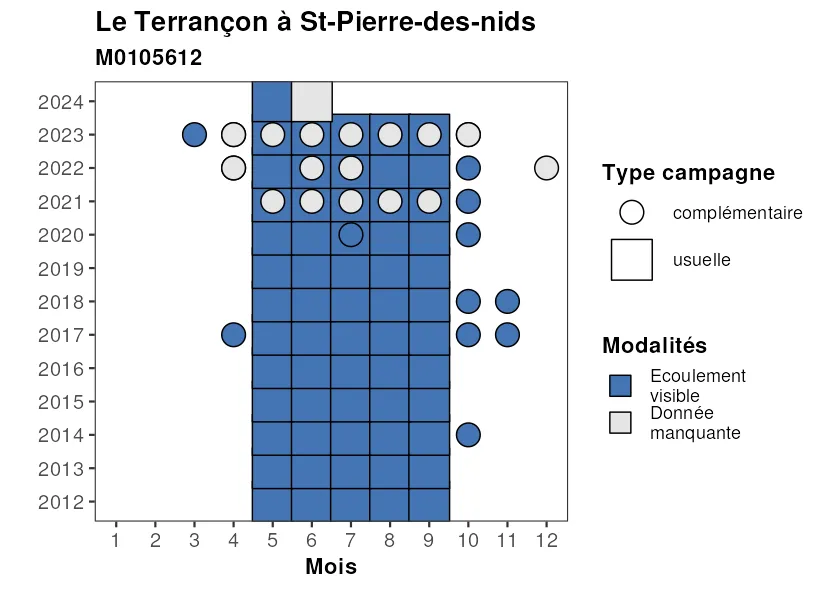 Le Terrançon à St-Pierre-des-nids
M0105612
2024
2023
2022
2021
2020
2019
2018
2017
2016
2015
2014
2013
2012
1 2 3 4 5 6 7 8 9 10 11 12
Mois
Type campagne
complémentaire
usuelle
Modalités
Ecoulement
visible
Donnée
manquante